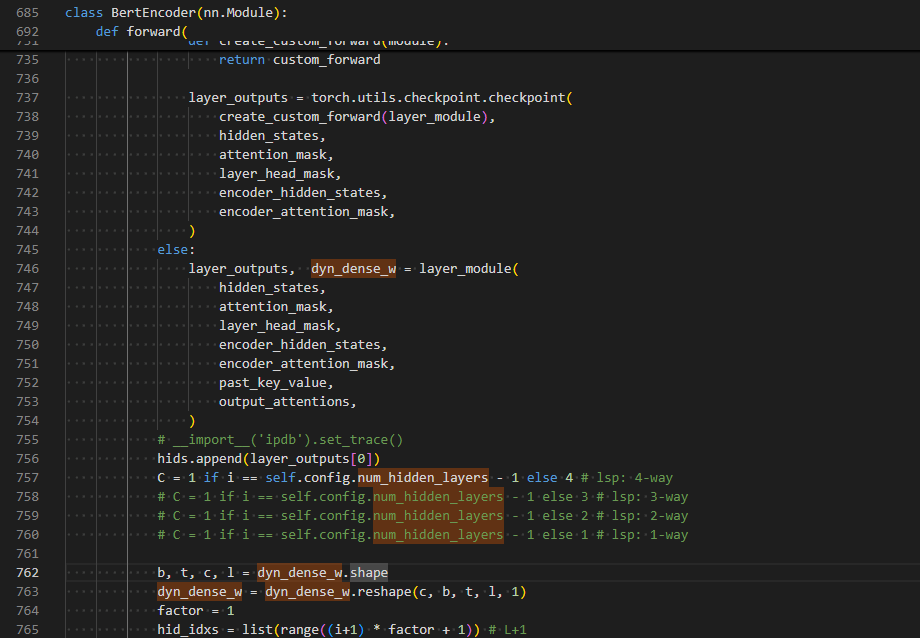 685 class BertEncoder(nn.Module):
692 def forward(
731 def create_custom_forward(module):
735 return custom_forward
736
737 layer_outputs = torch.utils.checkpoint.checkpoint(
738 create_custom_forward(layer_module),
739 hidden_states,
740 attention_mask,
741 layer_head_mask,
742 encoder_hidden_states,
743 encoder_attention_mask,
744 )
745 else:
746 layer_outputs, dyn_dense_w = layer_module(
747 hidden_states,
748 attention_mask,
749 layer_head_mask,
750 encoder_hidden_states,
751 encoder_attention_mask,
752 past_key_value,
753 output_attentions,
754 )
755 # __import__('ipdb').set_trace()
756 hids.append(layer_outputs[0])
757 C = 1 if i == self.config.num_hidden_layers - 1 else 4 # lsp: 4-way
758 # C = 1 if i == self.config.num_hidden_layers - 1 else 3 # lsp: 3-way
759 # C = 1 if i == self.config.num_hidden_layers - 1 else 2 # lsp: 2-way
760 # C = 1 if i == self.config.num_hidden_layers - 1 else 1 # lsp: 1-way
761
762 b, t, c, l = dyn_dense_w.shape
763 dyn_dense_w = dyn_dense_w.reshape(c, b, t, l, 1)
764 factor = 1
765 hid_idxs = list(range((i+1) * factor + 1)) # L+1